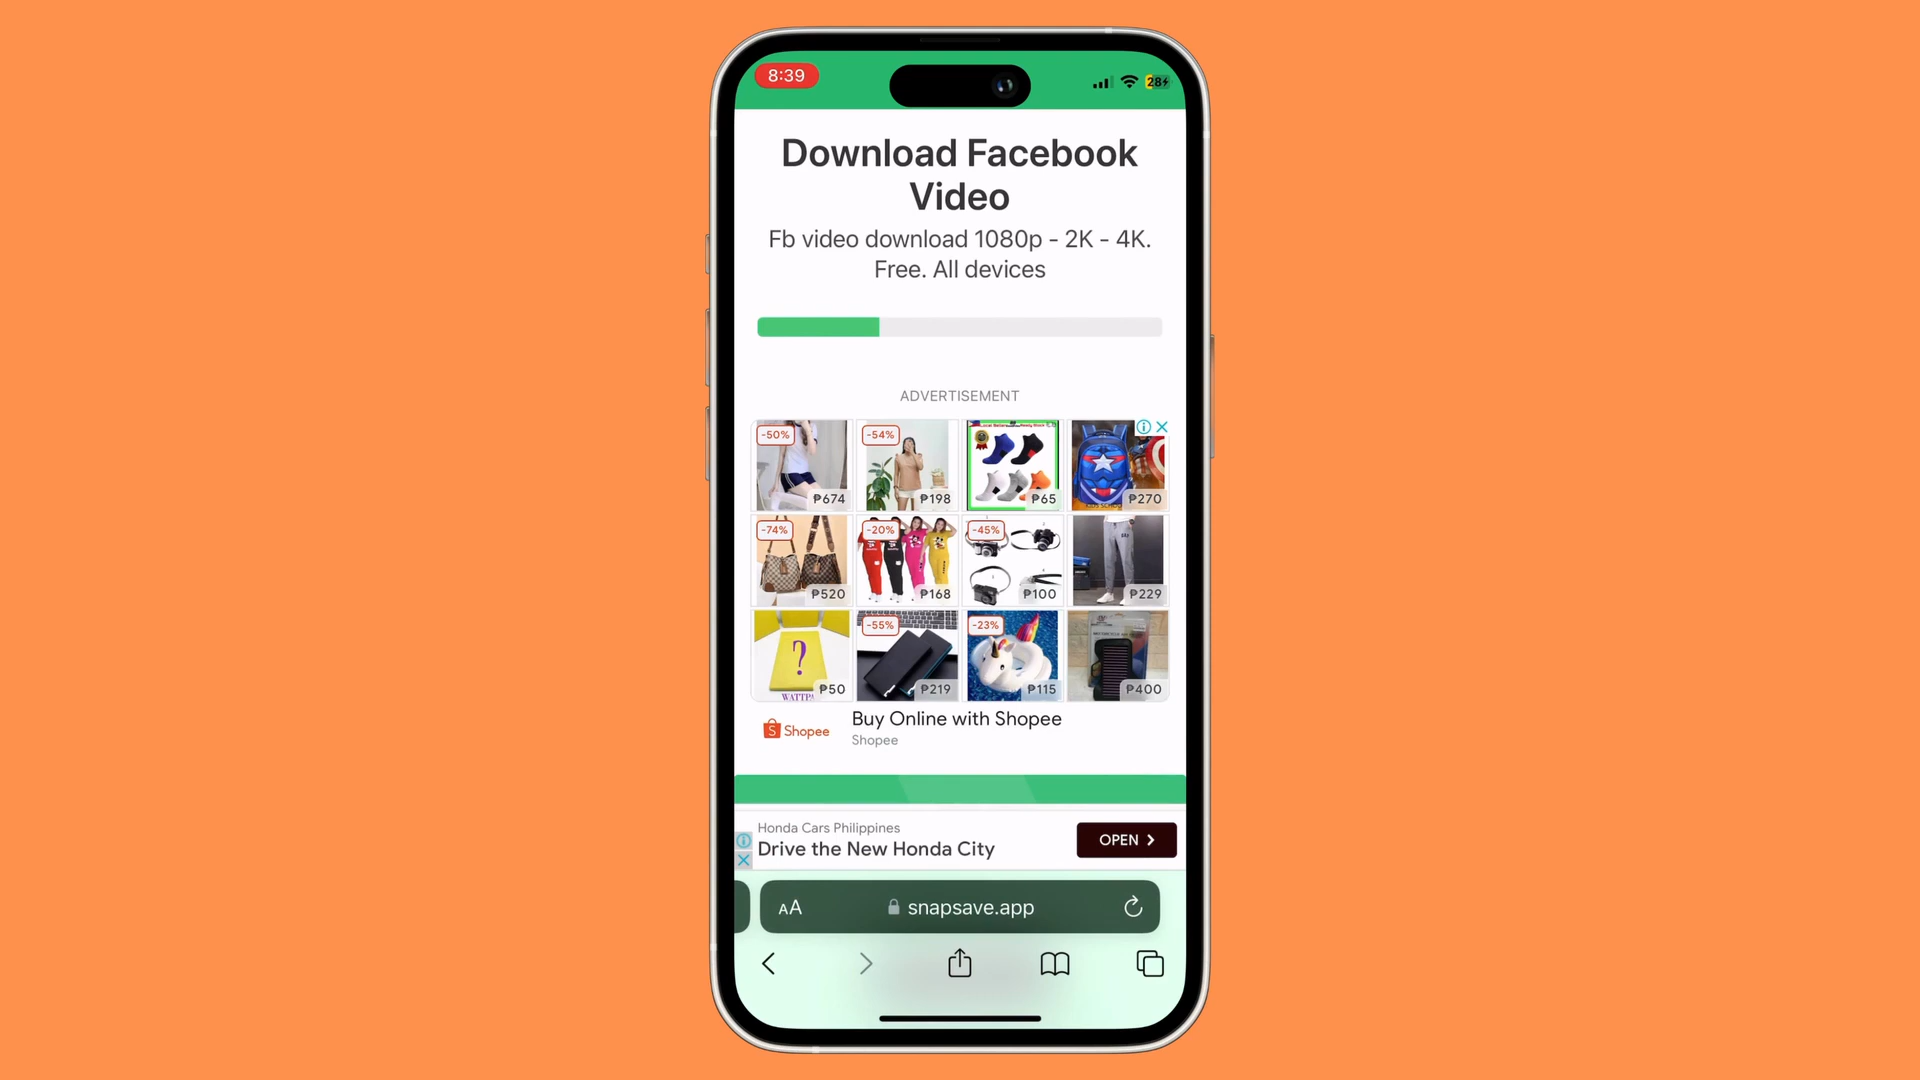 8:39
28
Download Facebook
Video
Fb video download 1080p - 2K - 4K.
Free. All devices
ADVERTISEMENT
-50%
₱674
-54%
₱198
₱65
₱270
-74%
₱520
-20%
₱168
-45%
₱100
₱229
?
WATTPA
₱50
-55%
₱219
-23%
₱115
₱400
Shopee
Buy Online with Shopee
Shopee
Honda Cars Philippines
Drive the New Honda City
OPEN
AA
snapsave.app